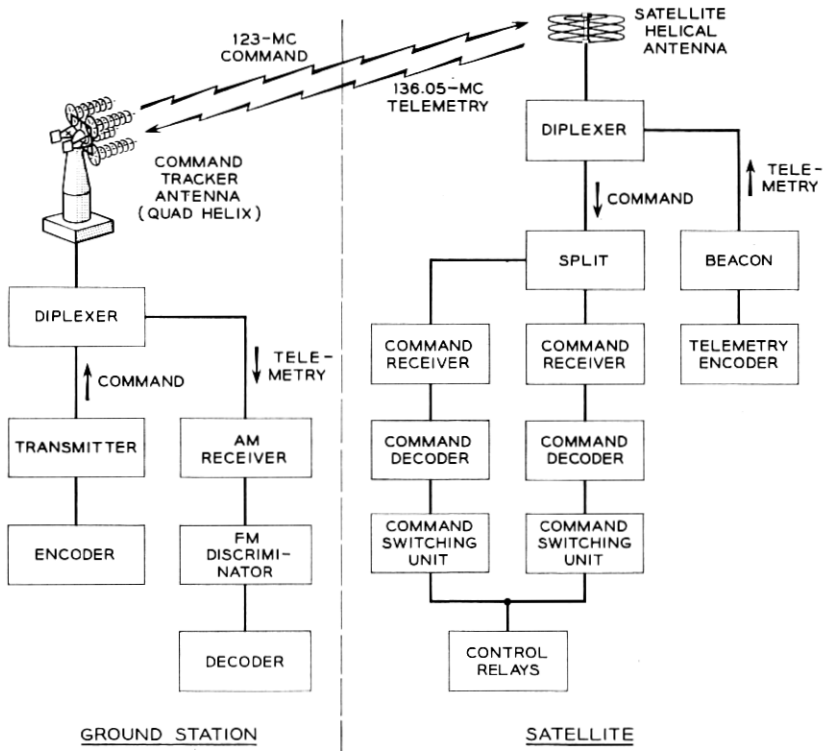 123-MC
COMMAND
136.05-MC
TELEMETRY
SATELLITE
HELICAL
ANTENNA
COMMAND
TRACKER
ANTENNA
(QUAD HELIX)
DIPLEXER
COMMAND
TELE-
METRY
TRANSMITTER
AM
RECEIVER
ENCODER
FM
DISCRIMI-
NATOR
DECODER
GROUND STATION
DIPLEXER
COMMAND
TELE-
METRY
SPLIT
BEACON
COMMAND
RECEIVER
COMMAND
RECEIVER
TELEMETRY
ENCODER
COMMAND
DECODER
COMMAND
DECODER
COMMAND
SWITCHING
UNIT
COMMAND
SWITCHING
UNIT
CONTROL
RELAYS
SATELLITE